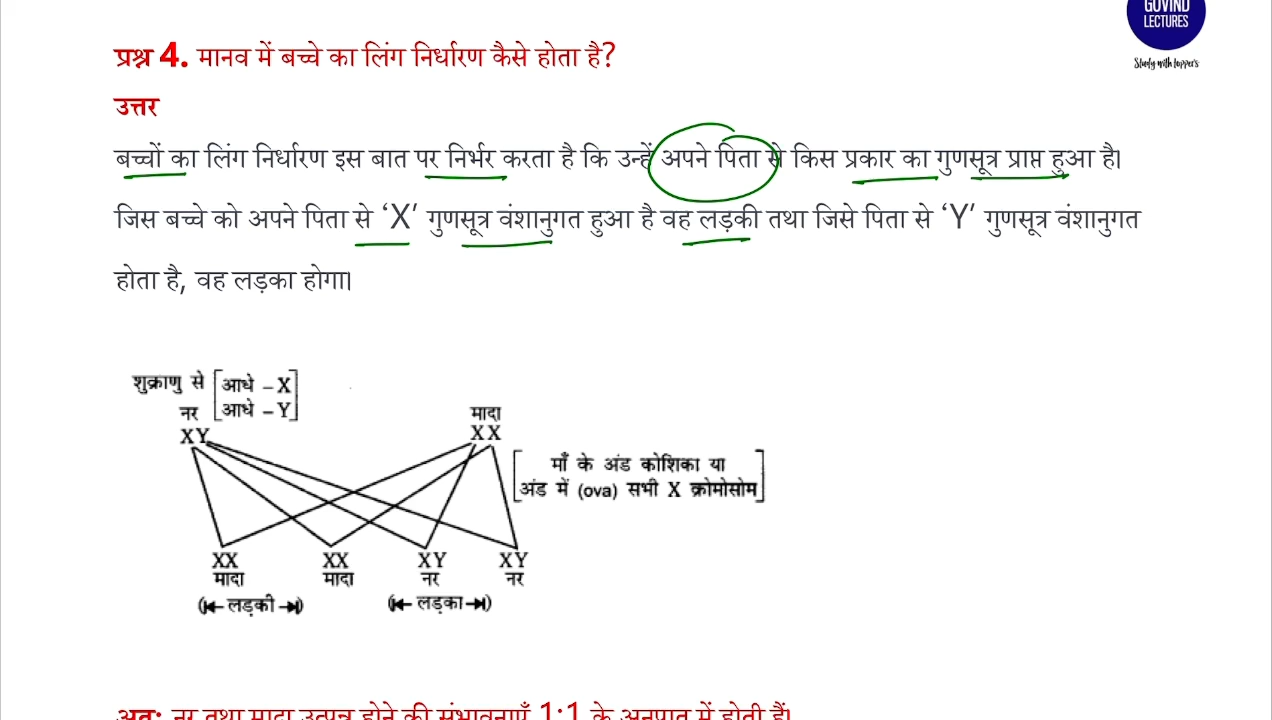 GOVIND
LECTURES
Study with topper's
प्रश्न 4. मानव में बच्चे का लिंग निर्धारण कैसे होता है?
उत्तर
बच्चों का लिंग निर्धारण इस बात पर निर्भर करता है कि उन्हें अपने पिता से किस प्रकार का गुणसूत्र प्राप्त हुआ है।
जिस बच्चे को अपने पिता से ‘X’ गुणसूत्र वंशानुगत हुआ है वह लड़की तथा जिसे पिता से ‘Y’ गुणसूत्र वंशानुगत
होता है, वह लड़का होगा।
शुक्राणु से [आधे – X]
[आधे – Y]
नर मादा
XY XX
माँ के अंड कोशिका या
अंड में (ova) सभी X क्रोमोसोम
XX XX XY XY
मादा मादा नर नर
(लड़की) (लड़का)
अतः नर तथा मादा उत्पन्न होने की संभावनाएँ 1:1 के अनुपात में होती हैं।